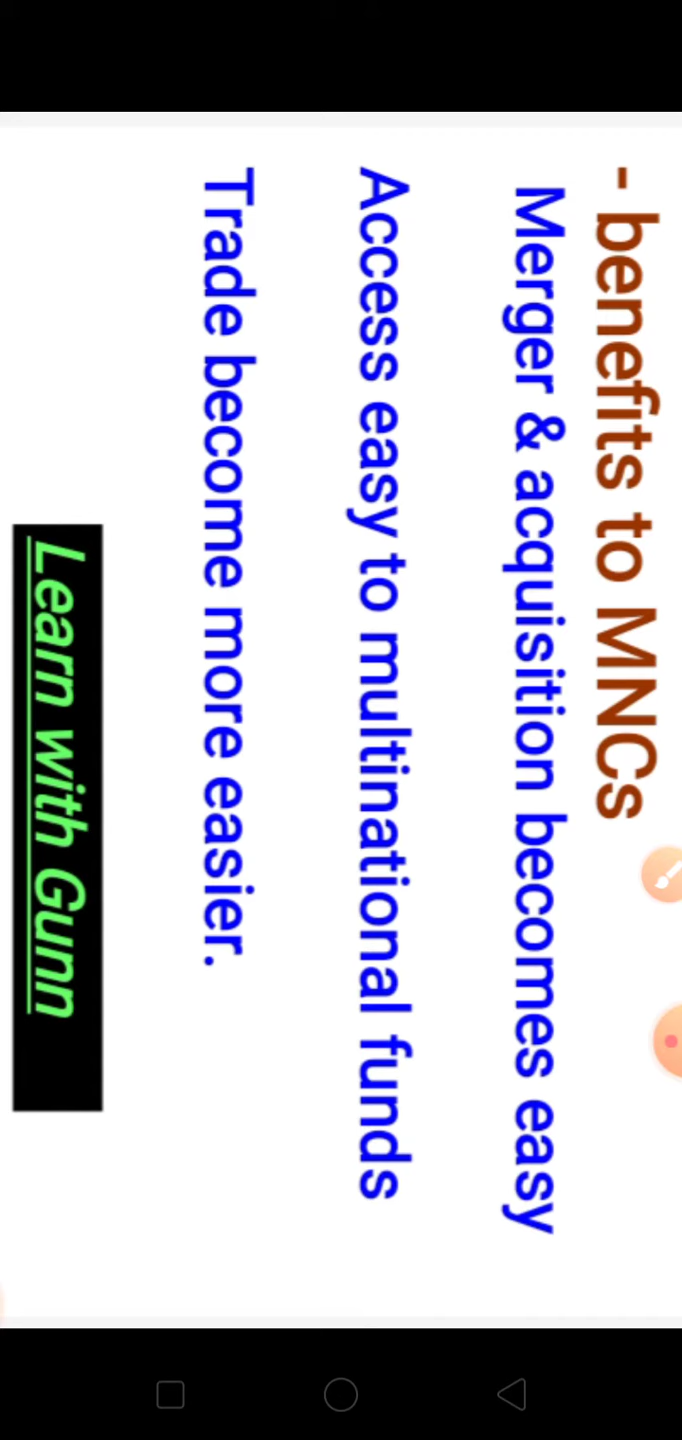 - benefits to MNCs
Merger & acquisition becomes easy
Access easy to multinational funds
Trade become more easier.
Learn with Gunn